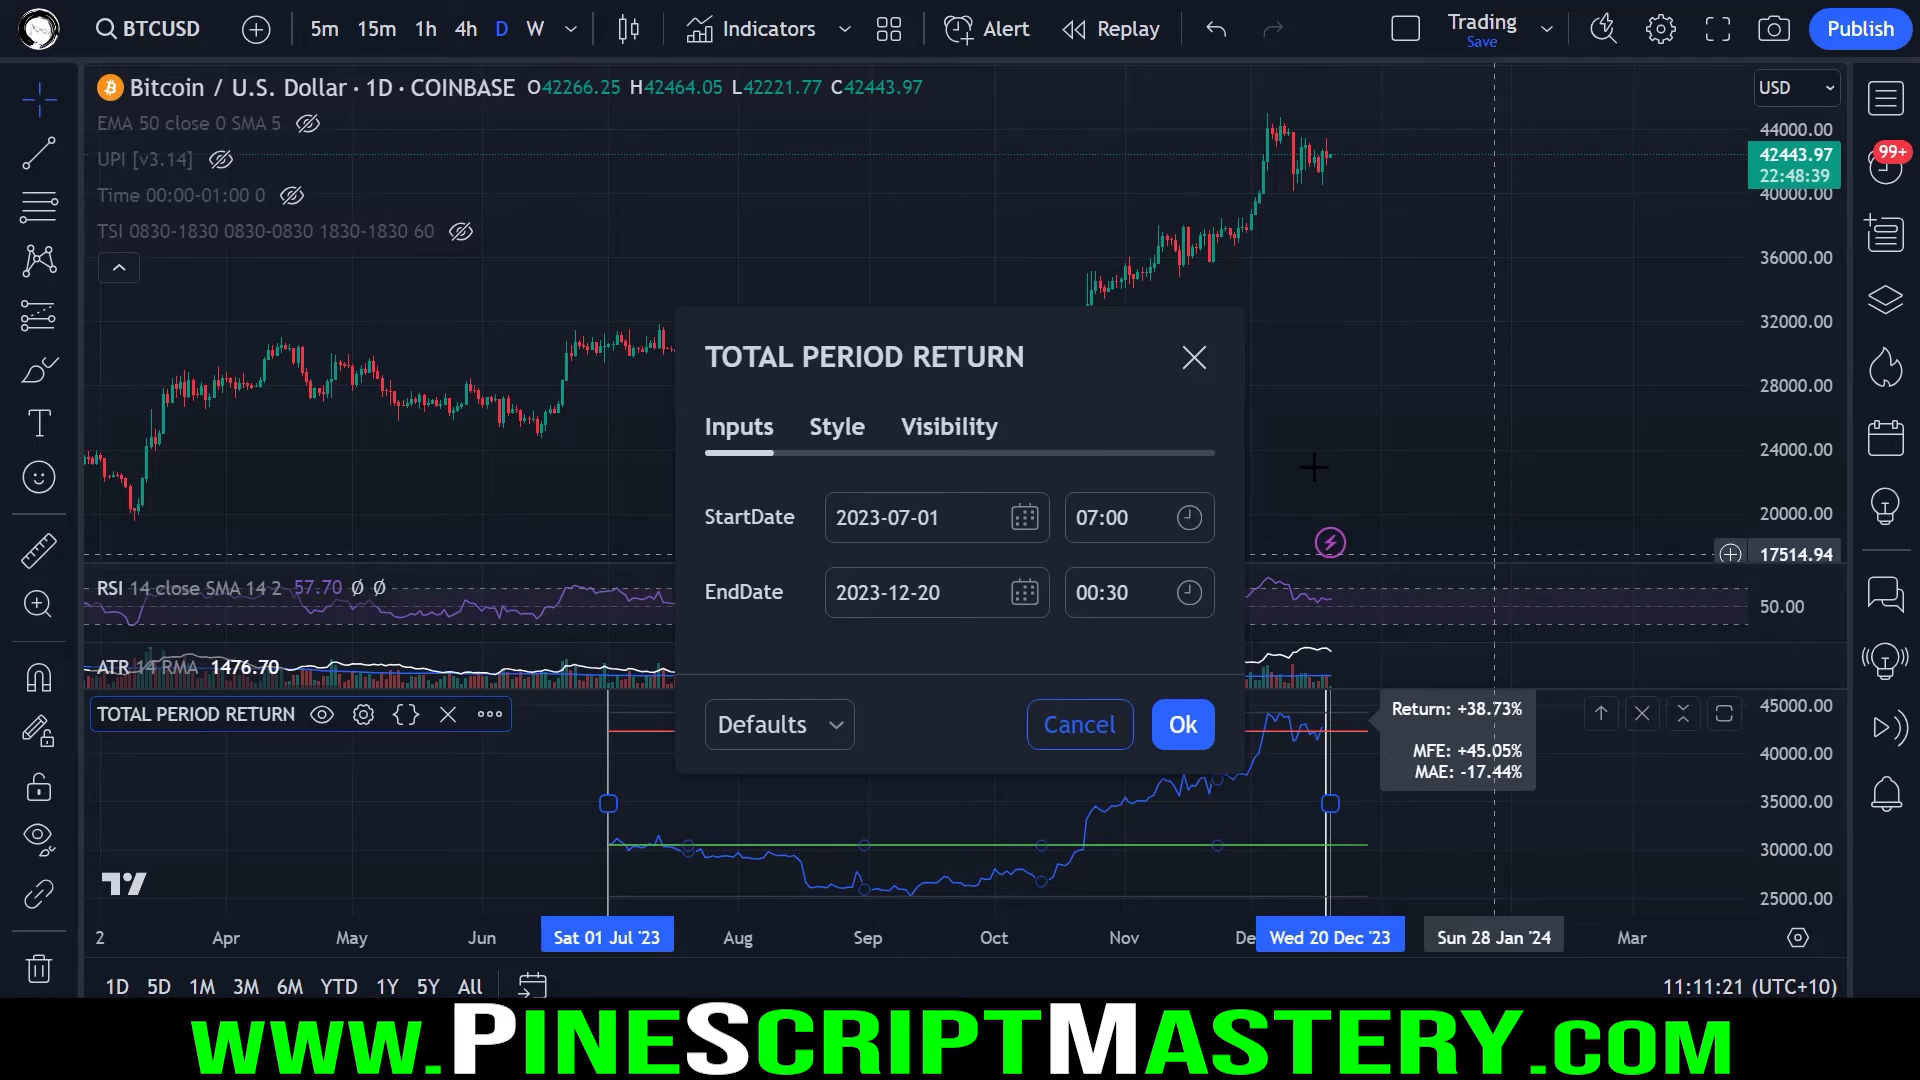 BTCUSD 5m 15m 1h 4h D W Indicators Alert Replay Trading Save Publish
Bitcoin / U.S. Dollar · 1D · COINBASE O42266.25 H42464.05 L42221.77 C42443.97 USD
EMA 50 close 0 SMA 5
UPI [v3.14]
Time 00:00-01:00 0
TSI 0830-1830 0830-0830 1830-1830 60
44000.00
42443.97
22:48:39
40000.00
36000.00
32000.00
28000.00
24000.00
20000.00
17514.94
99+
TOTAL PERIOD RETURN
Inputs Style Visibility
StartDate 2023-07-01 07:00
EndDate 2023-12-20 00:30
Defaults Cancel Ok
RSI 14 close SMA 14 2 57.70 Ø Ø
50.00
ATR 14 RMA 1476.70
TOTAL PERIOD RETURN
Return: +38.73%
MFE: +45.05%
MAE: -17.44%
45000.00
40000.00
35000.00
30000.00
25000.00
2 Apr May Jun Sat 01 Jul '23 Aug Sep Oct Nov De Wed 20 Dec '23 Sun 28 Jan '24 Mar
1D 5D 1M 3M 6M YTD 1Y 5Y All 11:11:21 (UTC+10)
www.PineScriptMastery.com